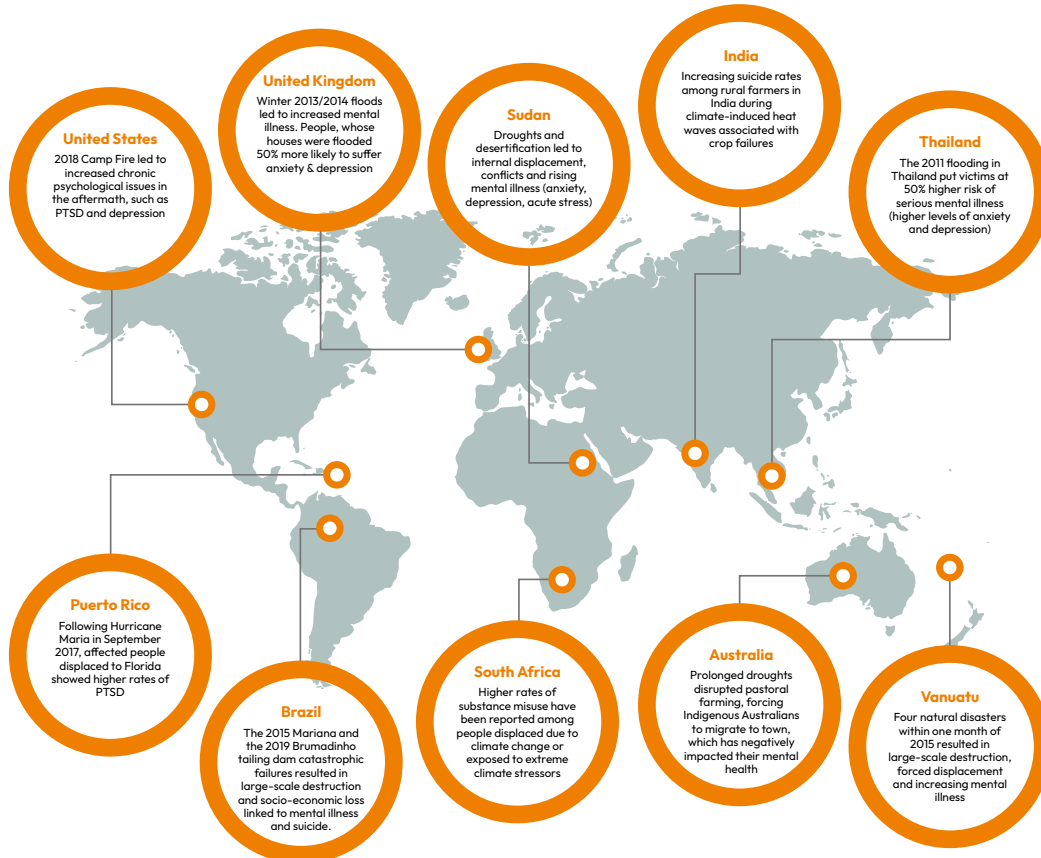 United States
2018 Camp Fire led to
increased chronic
psychological issues in
the aftermath, such as
PTSD and depression
United Kingdom
Winter 2013/2014 floods
led to increased mental
illness. People, whose
houses were flooded
50% more likely to suffer
anxiety & depression
Sudan
Droughts and
desertification led to
internal displacement,
conflicts and rising
mental illness (anxiety,
depression, acute stress)
India
Increasing suicide rates
among rural farmers in
India during
climate-induced heat
waves associated with
crop failures
Thailand
The 2011 flooding in
Thailand put victims at
50% higher risk of
serious mental illness
(higher levels of anxiety
and depression)
Puerto Rico
Following Hurricane
Maria in September
2017, affected people
displaced to Florida
showed higher rates of
PTSD
Brazil
The 2015 Mariana and
the 2019 Brumadinho
tailing dam catastrophic
failures resulted in
large-scale destruction
and socio-economic loss
linked to mental illness
and suicide.
South Africa
Higher rates of
substance misuse have
been reported among
people displaced due to
climate change or
exposed to extreme
climate stressors
Australia
Prolonged droughts
disrupted pastoral
farming, forcing
Indigenous Australians
to migrate to town,
which has negatively
impacted their mental
health
Vanuatu
Four natural disasters
within one month of
2015 resulted in
large-scale destruction,
forced displacement
and increasing mental
illness